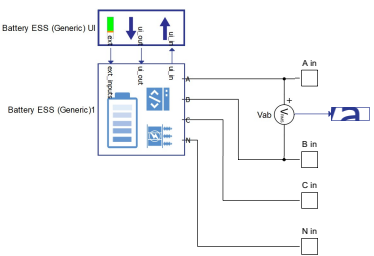 Battery ESS (Generic) UI
ext
ui_out
ui_in
ext_inputs
ui_out
ui_in
Battery ESS (Generic)1
A
B
C
N
A in
+
Vab
B in
C in
N in